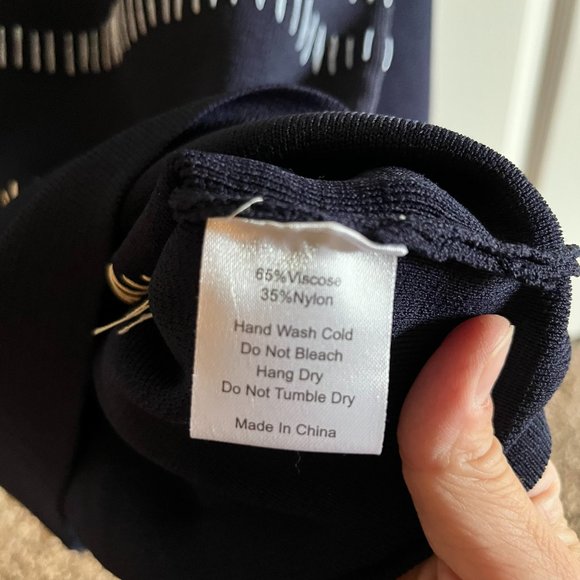 65%Viscose
35%Nylon
Hand Wash Cold
Do Not Bleach
Hang Dry
Do Not Tumble Dry
Made In China